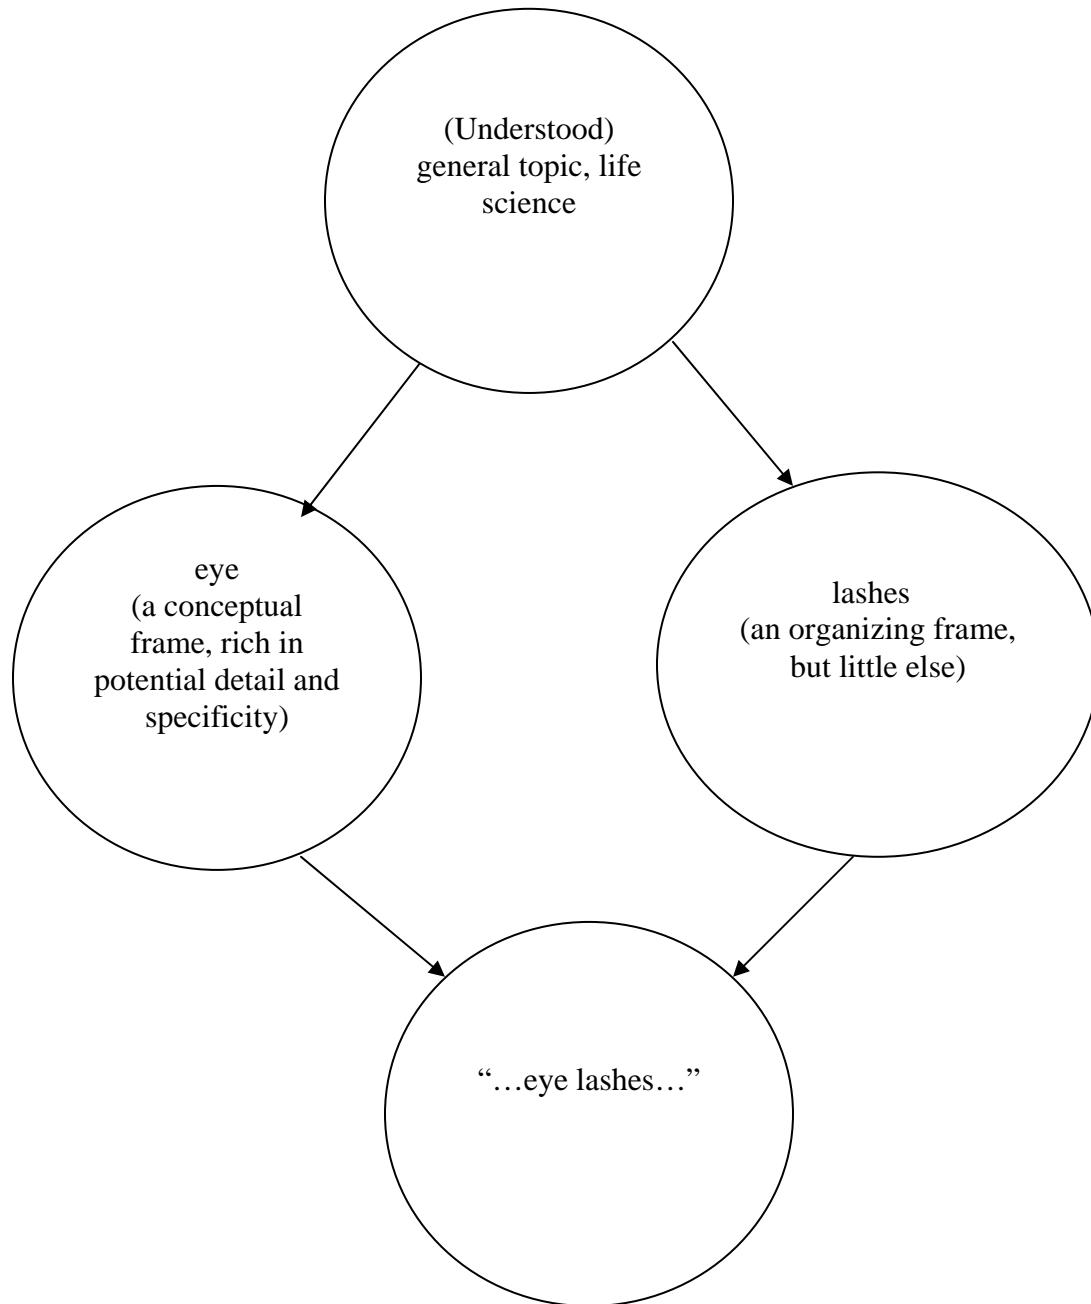 (Understood)
general topic, life
science
eye
(a conceptual
frame, rich in
potential detail and
specificity)
lashes
(an organizing frame,
but little else)
“…eye lashes…”